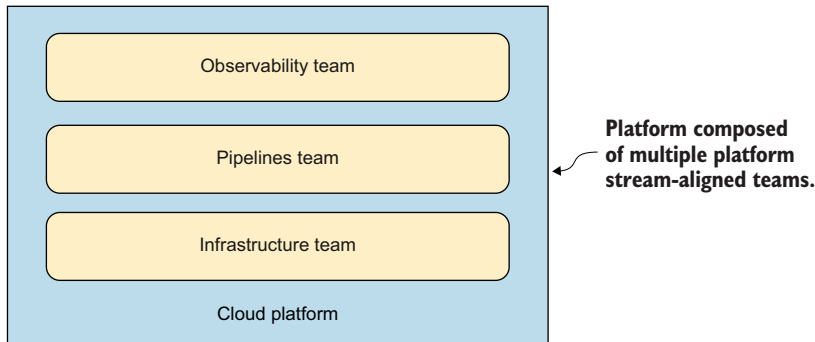 Observability team
Pipelines team
Infrastructure team
Cloud platform
Platform composed
of multiple platform
stream-aligned teams.